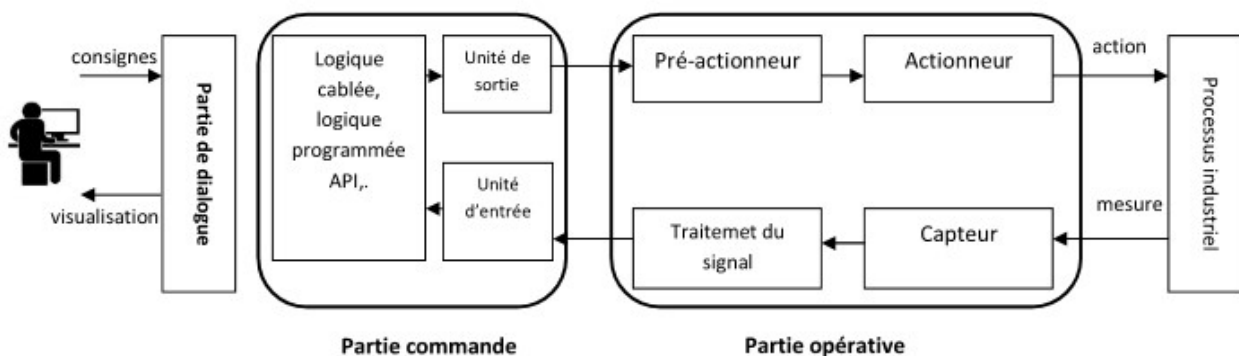 consignes
visualisation
Partie de dialogue
Logique
cablée,
logique
programmée
API,.
Unité de
sortie
Unité
d'entrée
Partie commande
Pré-actionneur
Actionneur
Traitemet du
signal
Capteur
Partie opérative
action
mesure
Processus industriel